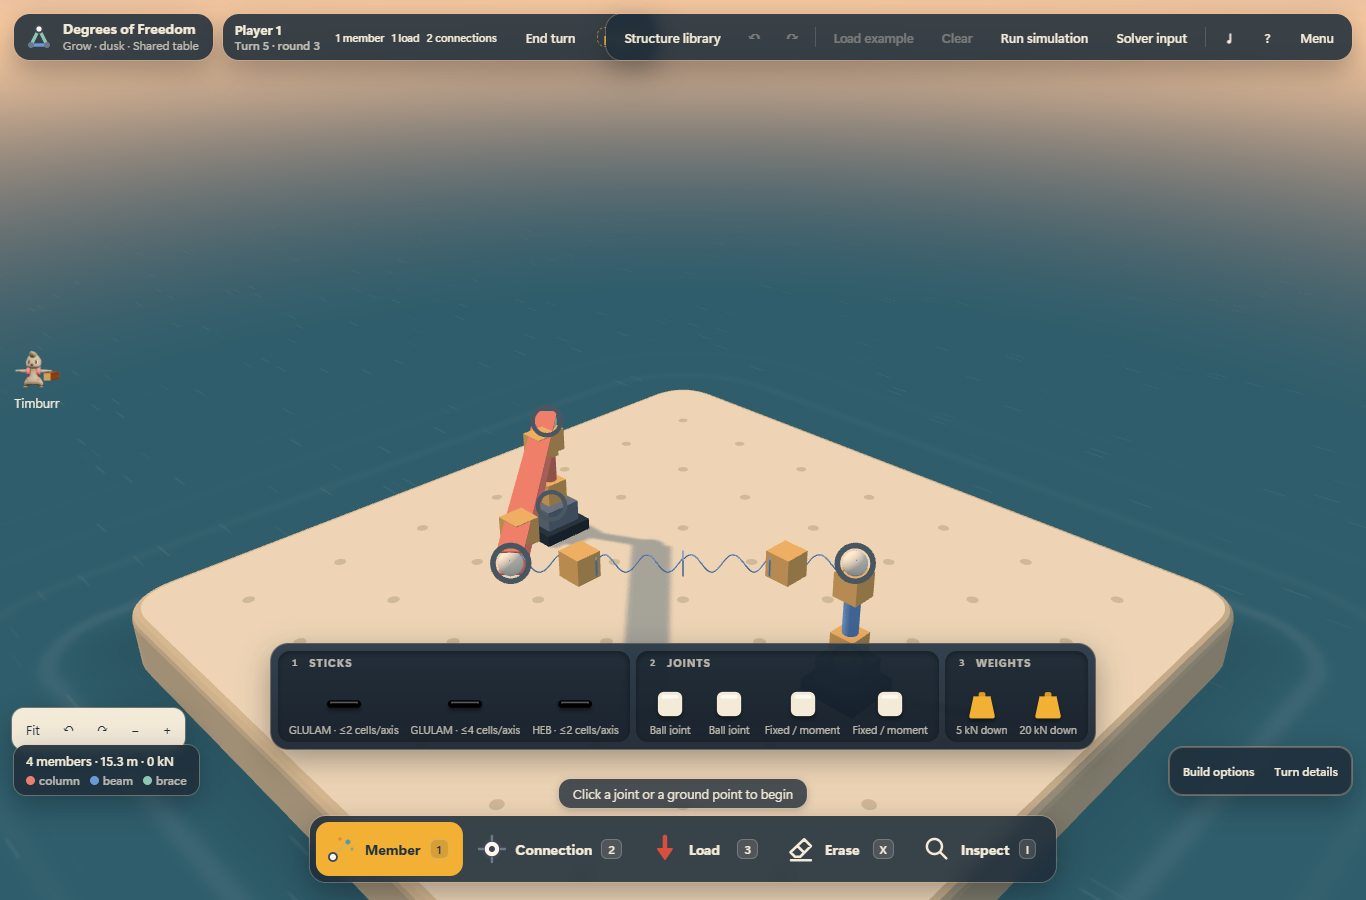 Degrees of Freedom
Grow · dusk · Shared table
Player 1
Turn 5 · round 3
1 member 1 load 2 connections
End turn
Structure library
Load example
Clear
Run simulation
Solver input
?
Menu
Timburr
1 STICKS
GLULAM · ≤2 cells/axis
GLULAM · ≤4 cells/axis
HEB · ≤2 cells/axis
2 JOINTS
Ball joint
Ball joint
Fixed / moment
Fixed / moment
3 WEIGHTS
5 kN down
20 kN down
Fit
4 members · 15.3 m · 0 kN
column
beam
brace
Build options
Turn details
Click a joint or a ground point to begin
Member 1
Connection 2
Load 3
Erase X
Inspect I